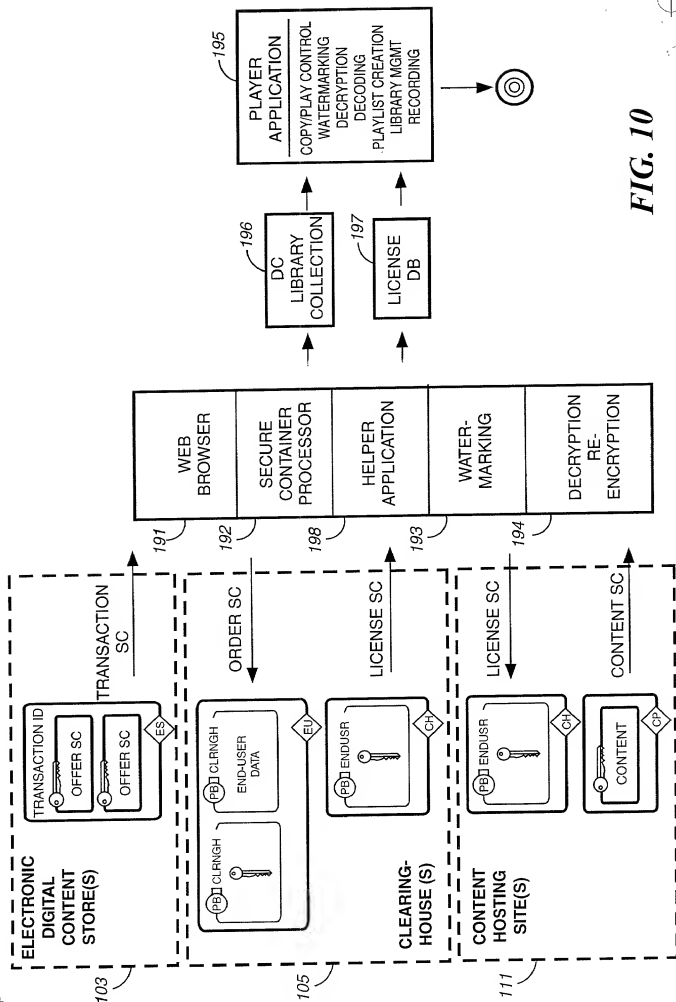 ELECTRONIC
DIGITAL
CONTENT
STORE(S)
103
TRANSACTION ID
OFFER SC
OFFER SC
ES
TRANSACTION
SC
105
PB CLRNGH
PB CLRNGH
END-USER
DATA
EU
ORDER SC
PB ENDUSR
CH
LICENSE SC
CLEARING-
HOUSE (S)
CONTENT
HOSTING
SITE(S)
111
PB ENDUSR
CH
LICENSE SC
CONTENT
CP
CONTENT SC
191
WEB
BROWSER
192
SECURE
CONTAINER
PROCESSOR
198
HELPER
APPLICATION
193
WATER-
MARKING
194
DECRYPTION
RE-
ENCRYPTION
196
DC
LIBRARY
COLLECTION
197
LICENSE
DB
195
PLAYER
APPLICATION
COPY/PLAY CONTROL
WATERMARKING
DECRYPTION
DECODING
PLAYLIST CREATION
LIBRARY MGMT
RECORDING
FIG. 10